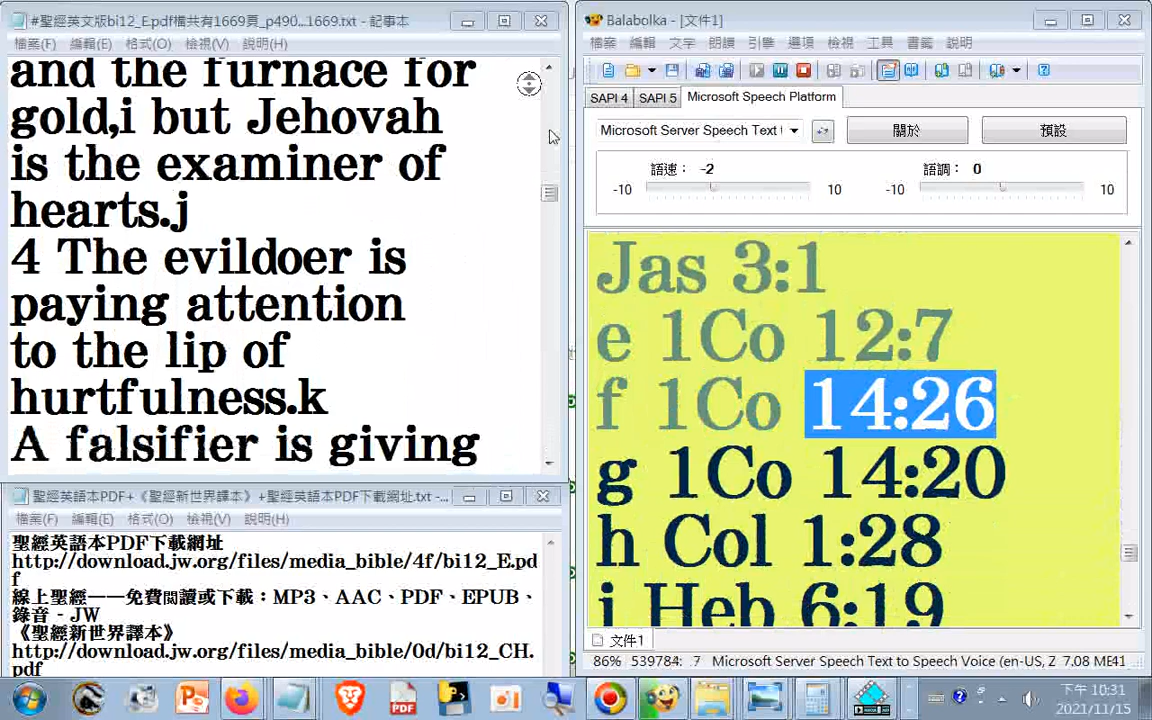 #聖經英文版bi12_E.pdf檔共有1669頁_p490...1669.txt - 記事本
檔案(F) 編輯(E) 格式(O) 檢視(V) 說明(H)
and the furnace for
gold,i but Jehovah
is the examiner of
hearts.j
4 The evildoer is
paying attention
to the lip of
hurtfulness.k
A falsifier is giving
聖經英語本PDF+《聖經新世界譯本》+聖經英語本PDF下載網址.txt - ...
檔案(F) 編輯(E) 格式(O) 檢視(V) 說明(H)
聖經英語本PDF下載網址
http://download.jw.org/files/media_bible/4f/bi12_E.pd
f
線上聖經——免費閱讀或下載：MP3、AAC、PDF、EPUB、
錄音 - JW
《聖經新世界譯本》
http://download.jw.org/files/media_bible/0d/bi12_CH.
pdf
Balabolka - [文件1]
檔案 編輯 文字 朗讀 引擎 選項 檢視 工具 書籤 說明
SAPI 4 SAPI 5 Microsoft Speech Platform
Microsoft Server Speech Text 關於 預設
語速： -2 語調： 0
-10 10 -10 10
Jas 3:1
e 1Co 12:7
f 1Co 14:26
g 1Co 14:20
h Col 1:28
i Heb 6:19
文件1
86% 539784: 7 Microsoft Server Speech Text to Speech Voice (en-US, Z 7.08 ME41
PDF
下午 10:31
2021/11/15